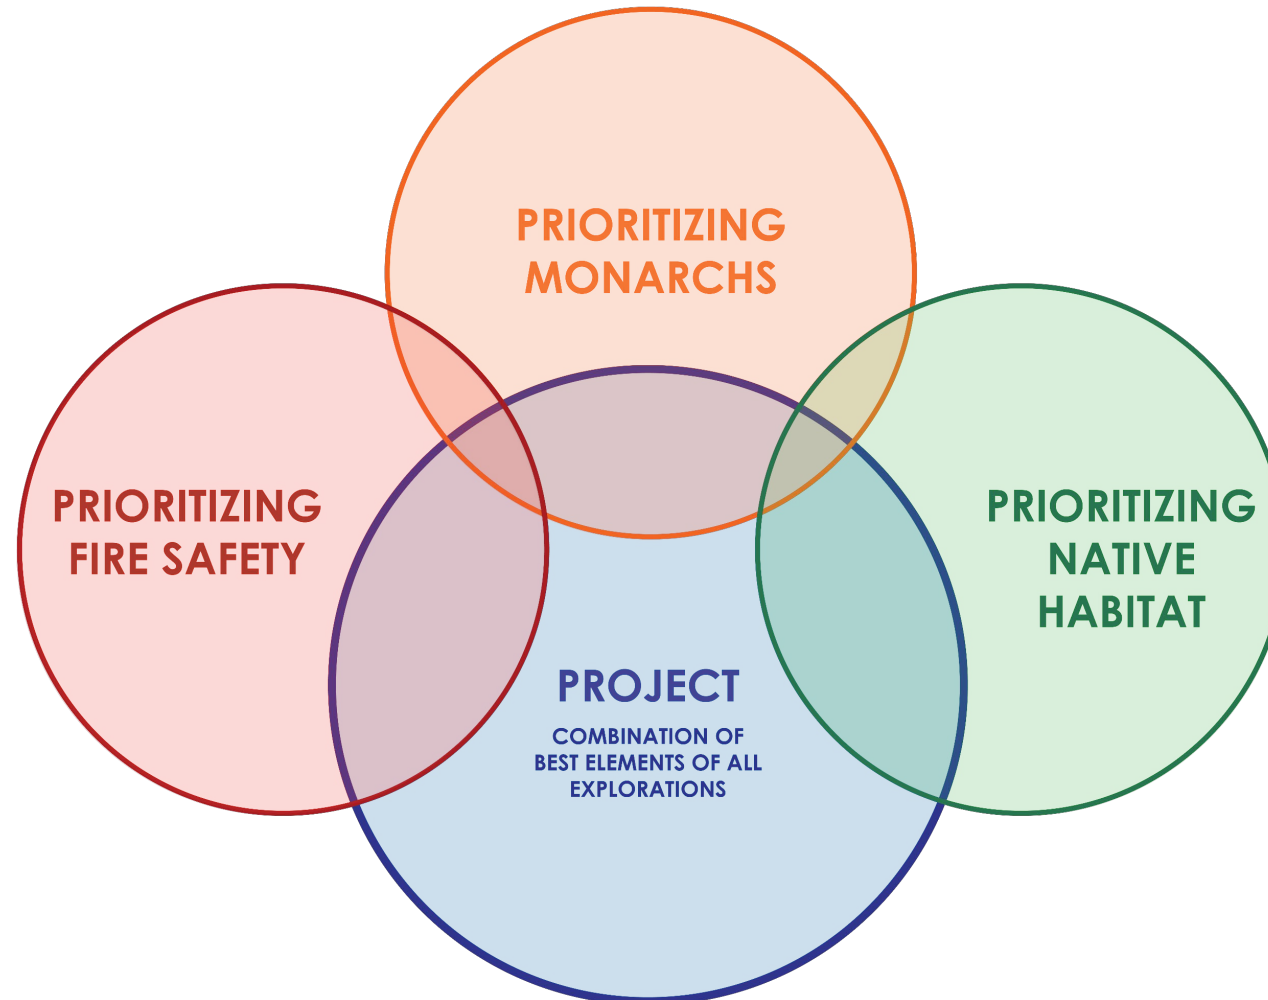 PRIORITIZING
MONARCHS
PRIORITIZING
FIRE SAFETY
PRIORITIZING
NATIVE
HABITAT
PROJECT
COMBINATION OF
BEST ELEMENTS OF ALL
EXPLORATIONS